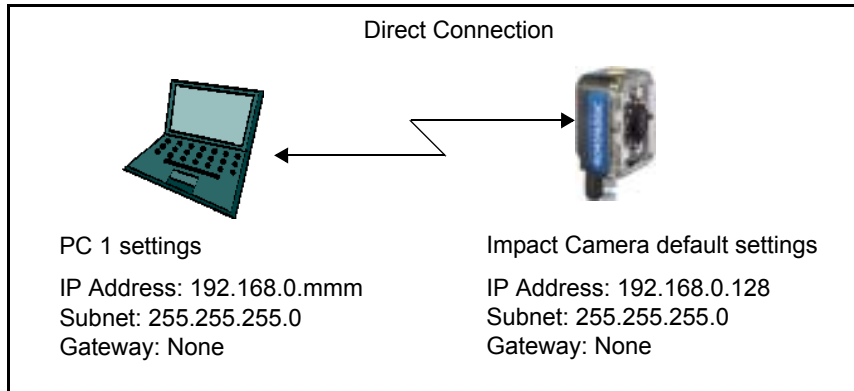 Direct Connection
PC 1 settings
IP Address: 192.168.0.mmm
Subnet: 255.255.255.0
Gateway: None
Impact Camera default settings
IP Address: 192.168.0.128
Subnet: 255.255.255.0
Gateway: None